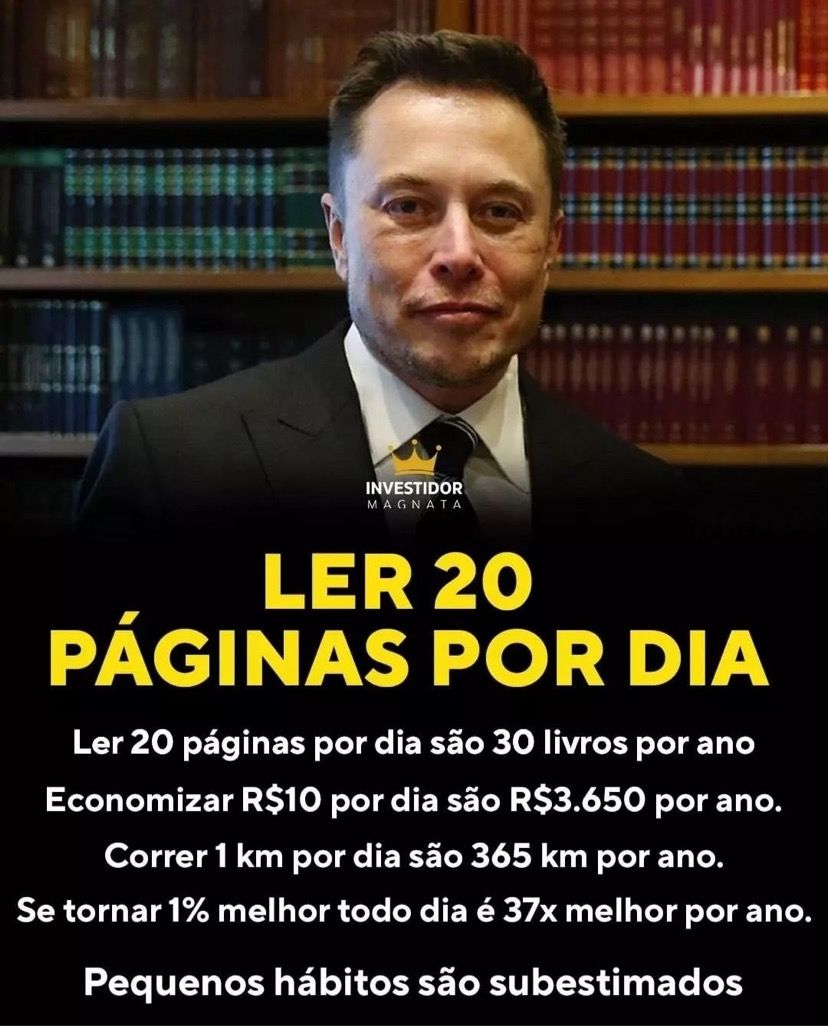 INVESTIDOR
MAGNATA
LER 20
PÁGINAS POR DIA
Ler 20 páginas por dia são 30 livros por ano
Economizar R$10 por dia são R$3.650 por ano.
Correr 1 km por dia são 365 km por ano.
Se tornar 1% melhor todo dia é 37x melhor por ano.
Pequenos hábitos são subestimados